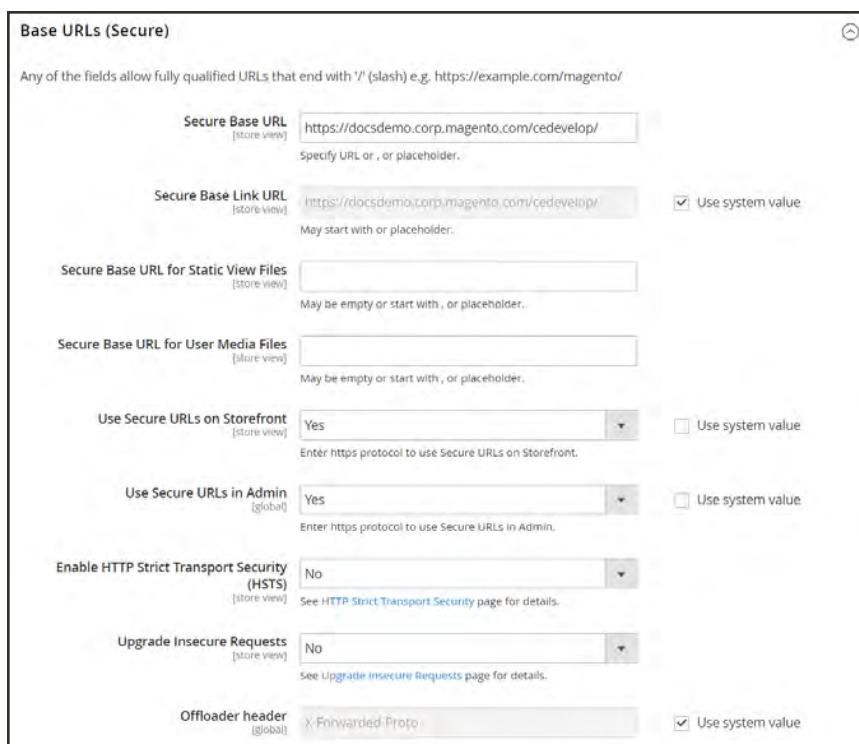 Base URLs (Secure)
Any of the fields allow fully qualified URLs that end with '/' (slash) e.g. https://example.com/magento/
Secure Base URL
[store view]
https://docsdemo.corp.magento.com/cedevelop/
Specify URL or , or placeholder.
Secure Base Link URL
[store view]
https://docsdemo.corp.magento.com/cedevelop/
Use system value
May start with or placeholder.
Secure Base URL for Static View Files
[store view]
May be empty or start with , or placeholder.
Secure Base URL for User Media Files
[store view]
May be empty or start with , or placeholder.
Use Secure URLs on Storefront
[store view]
Yes
Use system value
Enter https protocol to use Secure URLs on Storefront.
Use Secure URLs in Admin
[global]
Yes
Use system value
Enter https protocol to use Secure URLs in Admin.
Enable HTTP Strict Transport Security
(HSTS)
[store view]
No
See HTTP Strict Transport Security page for details.
Upgrade Insecure Requests
[store view]
No
See Upgrade Insecure Requests page for details.
Offloader header
[global]
X-Forwarded-Proto
Use system value